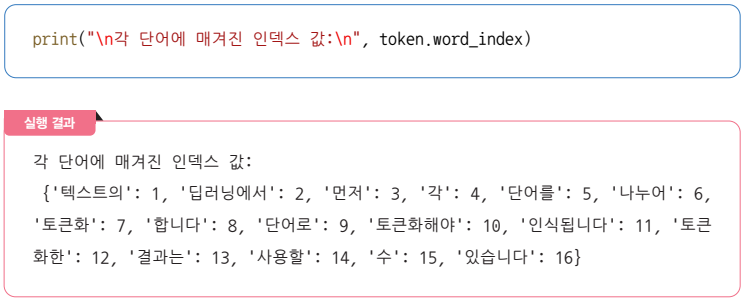 print("\n각 단어에 매겨진 인덱스 값:\n", token.word_index)
실행 결과
각 단어에 매겨진 인덱스 값:
{'텍스트의': 1, '딥러닝에서': 2, '먼저': 3, '각': 4, '단어를': 5, '나누어': 6,
'토큰화': 7, '합니다': 8, '단어로': 9, '토큰화해야': 10, '인식됩니다': 11, '토큰
화한': 12, '결과는': 13, '사용할': 14, '수': 15, '있습니다': 16}